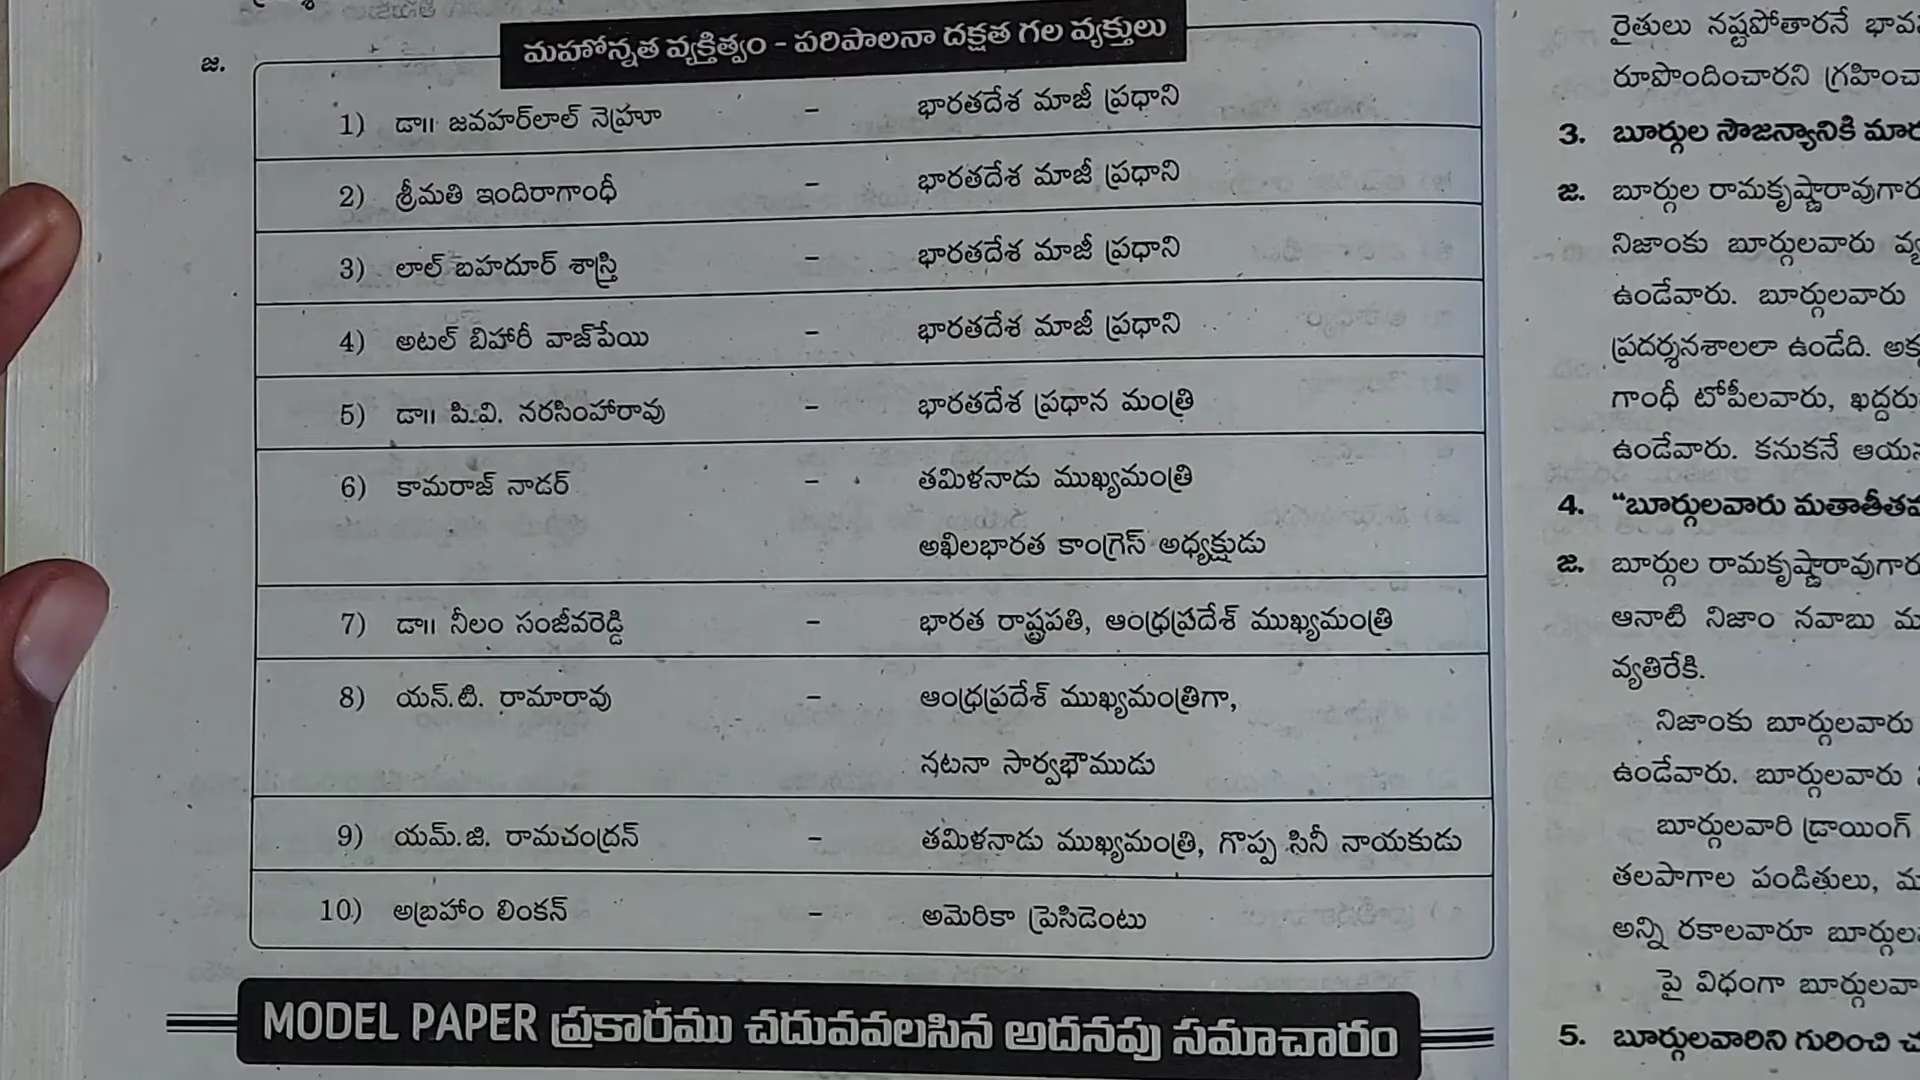 మహోన్నత వ్యక్తిత్వం - పరిపాలనా దక్షత గల వ్యక్తులు
జ.
1) డా॥ జవహర్‌లాల్ నెహ్రూ - భారతదేశ మాజీ ప్రధాని
2) శ్రీమతి ఇందిరాగాంధీ - భారతదేశ మాజీ ప్రధాని
3) లాల్ బహదూర్ శాస్త్రి - భారతదేశ మాజీ ప్రధాని
4) అటల్ బిహారీ వాజ్‌పేయి - భారతదేశ మాజీ ప్రధాని
5) డా॥ పి.వి. నరసింహారావు - భారతదేశ ప్రధాన మంత్రి
6) కామరాజ్ నాడర్ - తమిళనాడు ముఖ్యమంత్రి
అఖిలభారత కాంగ్రెస్ అధ్యక్షుడు
7) డా॥ నీలం సంజీవరెడ్డి - భారత రాష్ట్రపతి, ఆంధ్రప్రదేశ్ ముఖ్యమంత్రి
8) యన్.టి. రామారావు - ఆంధ్రప్రదేశ్ ముఖ్యమంత్రిగా,
నటనా సార్వభౌముడు
9) యమ్.జి. రామచంద్రన్ - తమిళనాడు ముఖ్యమంత్రి, గొప్ప సినీ నాయకుడు
10) అబ్రహాం లింకన్ - అమెరికా ప్రెసిడెంటు
MODEL PAPER ప్రకారము చదువవలసిన అదనపు సమాచారం
రైతులు నష్టపోతారనే
3. బూర్గుల సౌజన్యానికి
జ. బూర్గుల
నిజాంకు బూర్గులవారు
ఉండేవారు. బూర్గులవారు
ప్రదర్శనశాలలా ఉండేది.
గాంధీ టోపీలవారు,
ఉండేవారు. కనుకనే
4. “బూర్గులవారు
జ. బూర్గుల
ఆనాటి నిజాం నవాబు
వ్యతిరేకి.
నిజాంకు బూర్గులవారు
ఉండేవారు. బూర్గులవారు
బూర్గులవారి డ్రాయింగ్
తలపాగాల పండితులు,
అన్ని రకాలవారూ
పై విధంగా
5. బూర్గులవారిని గురించి